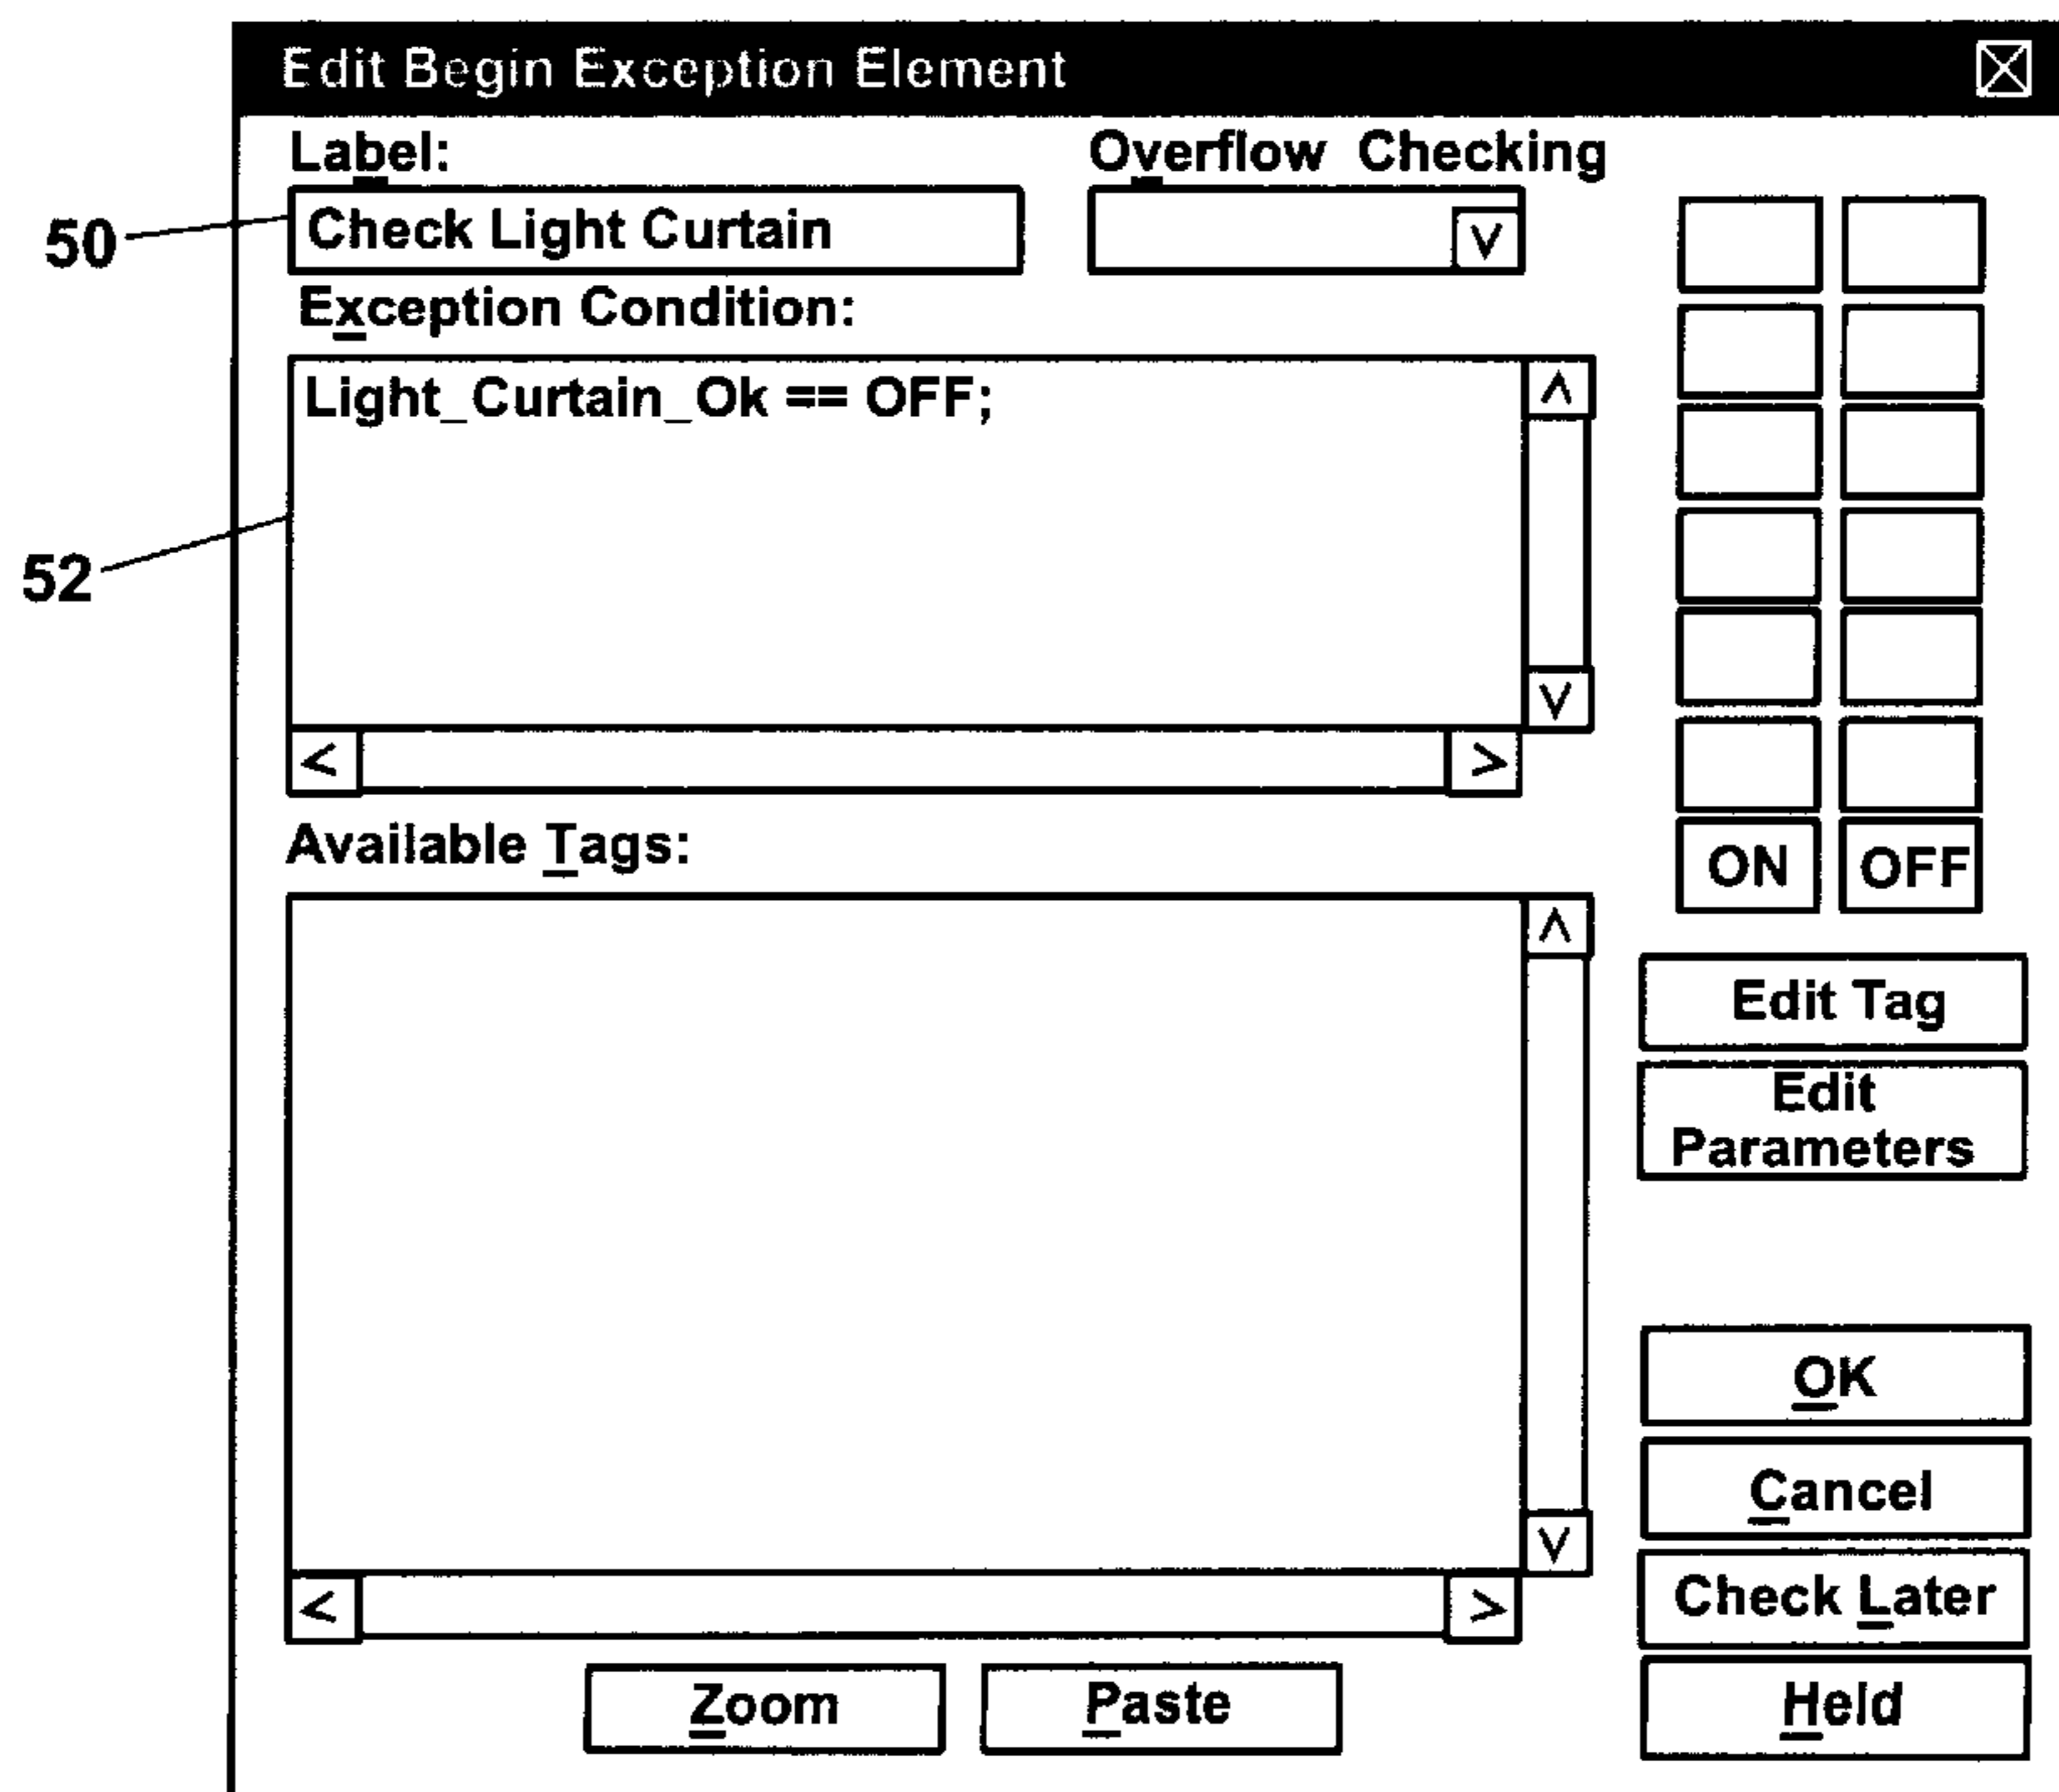 Edit Begin Exception Element
Label:
Overflow Checking
50
Check Light Curtain
V
Exception Condition:
Light_Curtain_Ok == OFF;
52
Available Tags:
ON
OFF
Edit Tag
Edit
Parameters
OK
Cancel
Check Later
Held
Zoom
Paste